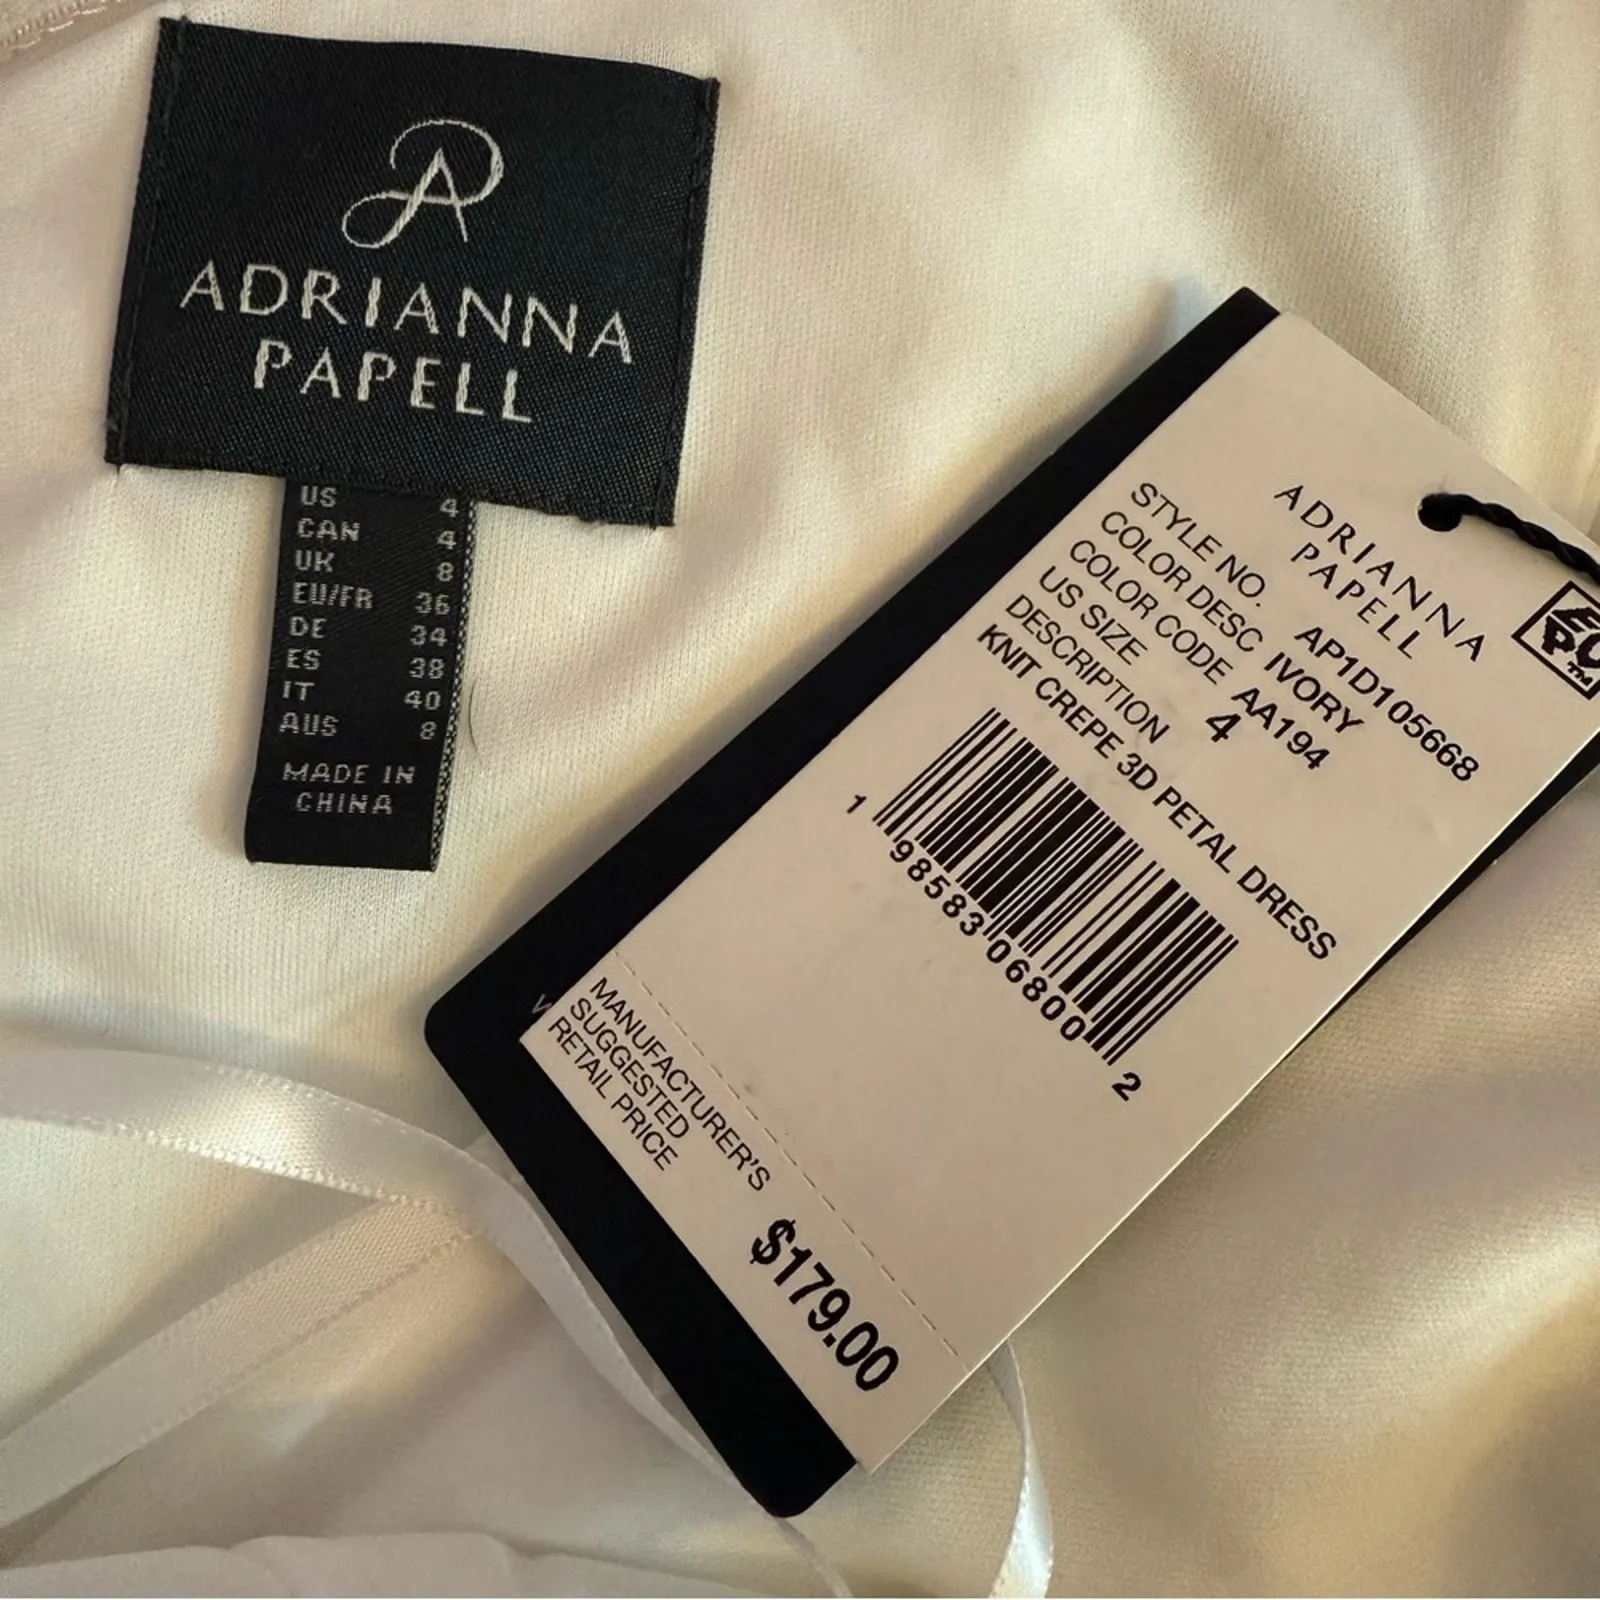 ADRIANNA
PAPELL
US 4
CAN 4
UK 8
EU/FR 36
DE 34
ES 38
IT 40
AUS 8
MADE IN
CHINA
ADRIANNA
PAPELL
STYLE NO. AP1D105668
COLOR DESC IVORY
COLOR CODE AA194
US SIZE 4
DESCRIPTION
KNIT CREPE 3D PETAL DRESS
1 98583 06800 2
MANUFACTURER'S
SUGGESTED
RETAIL PRICE
$179.00